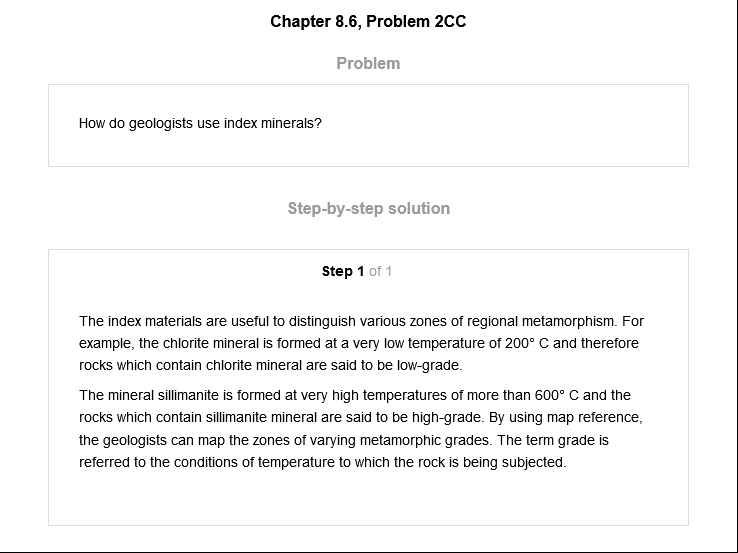 Chapter 8.6, Problem 2CC
Problem
How do geologists use index minerals?
Step-by-step solution
Step 1 of 1
The index materials are useful to distinguish various zones of regional metamorphism. For
example, the chlorite mineral is formed at a very low temperature of 200° C and therefore
rocks which contain chlorite mineral are said to be low-grade.
The mineral sillimanite is formed at very high temperatures of more than 600° C and the
rocks which contain sillimanite mineral are said to be high-grade. By using map reference,
the geologists can map the zones of varying metamorphic grades. The term grade is
referred to the conditions of temperature to which the rock is being subjected.